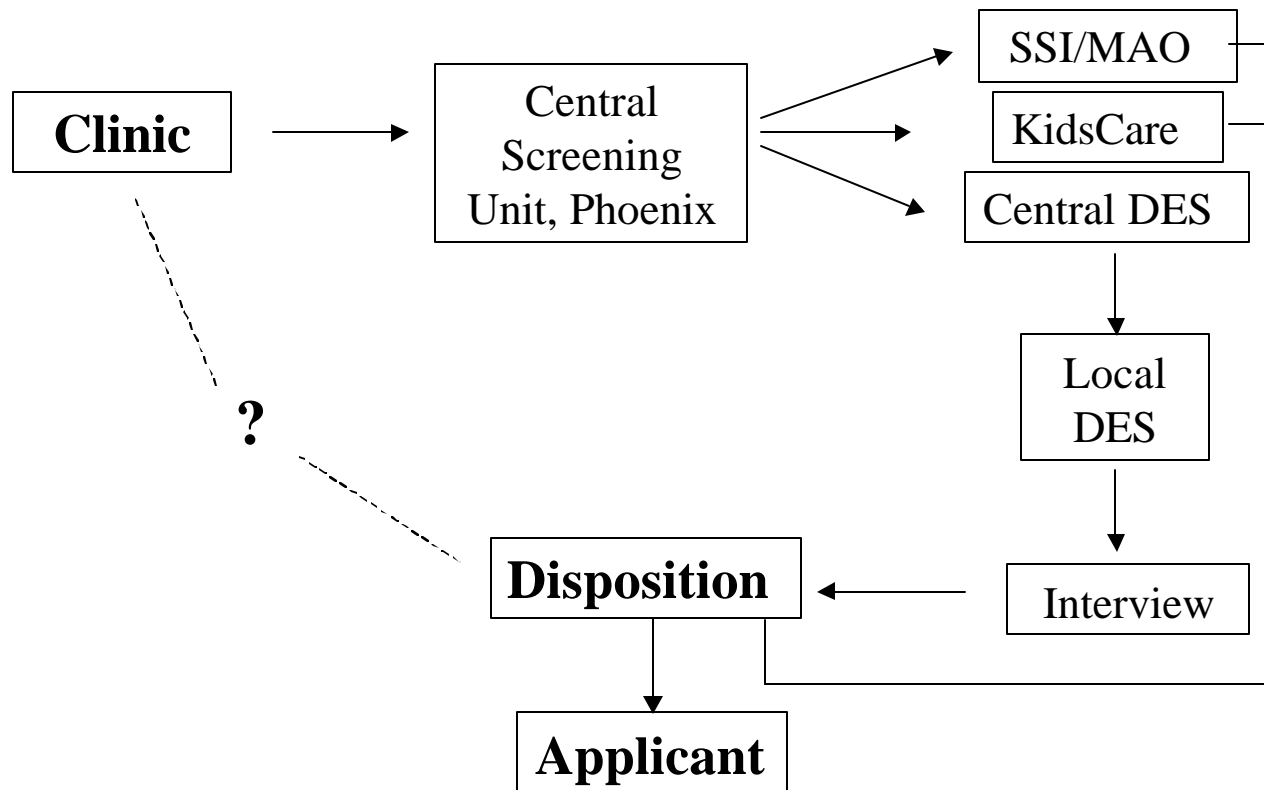 Clinic
Central
Screening
Unit, Phoenix
SSI/MAO
KidsCare
Central DES
Local
DES
?
Disposition
Interview
Applicant